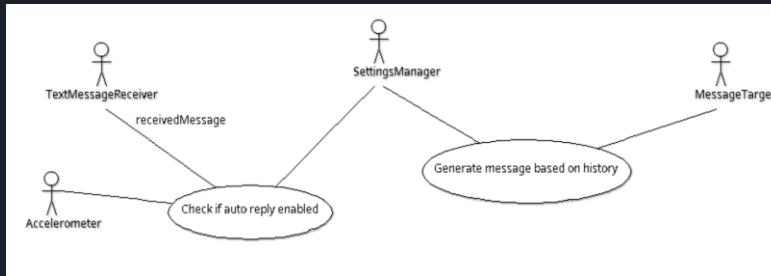 SettingsManager
TextMessageReceiver
MessageTarge
receivedMessage
Generate message based on history
Check if auto reply enabled
Accelerometer